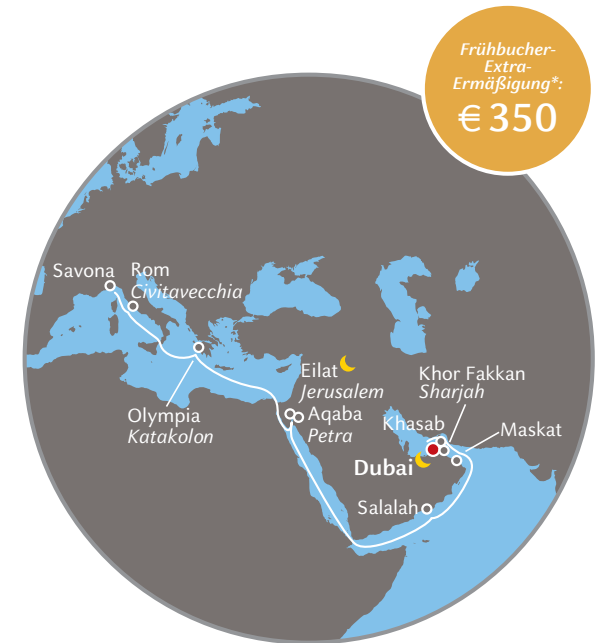 Frühbucher-
Extra-
Ermäßigung*:
€ 350
Savona
Rom
Civitavecchia
Eilat
Jerusalem
Khor Fakkan
Sharjah
Olympia
Katakolon
Aqaba
Petra
Khasab
Maskat
Dubai
Salalah